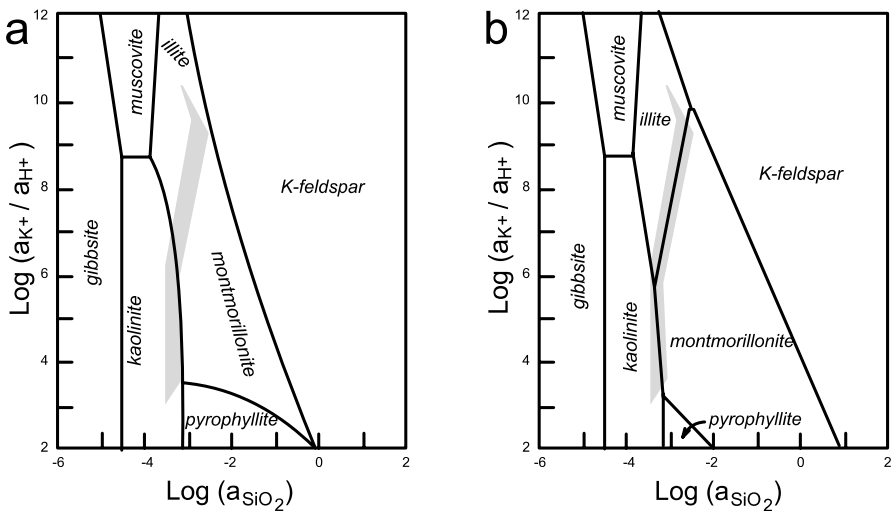 a
12
10
8
6
4
2
-6
-4
-2
0
2
Log (aK+ / aH+)
Log (aSiO2)
gibbsite
kaolinite
muscovite
illite
montmorillonite
pyrophyllite
K-feldspar
b
12
10
8
6
4
2
-6
-4
-2
0
2
Log (aK+ / aH+)
Log (aSiO2)
gibbsite
kaolinite
muscovite
illite
montmorillonite
pyrophyllite
K-feldspar